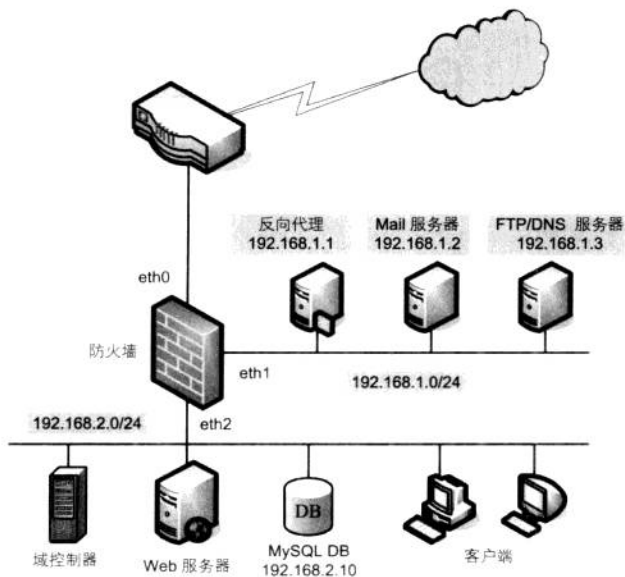 反向代理
192.168.1.1
Mail 服务器
192.168.1.2
FTP/DNS 服务器
192.168.1.3
eth0
防火墙
eth1
192.168.1.0/24
192.168.2.0/24
eth2
DB
域控制器
Web 服务器
MySQL DB
192.168.2.10
客户端